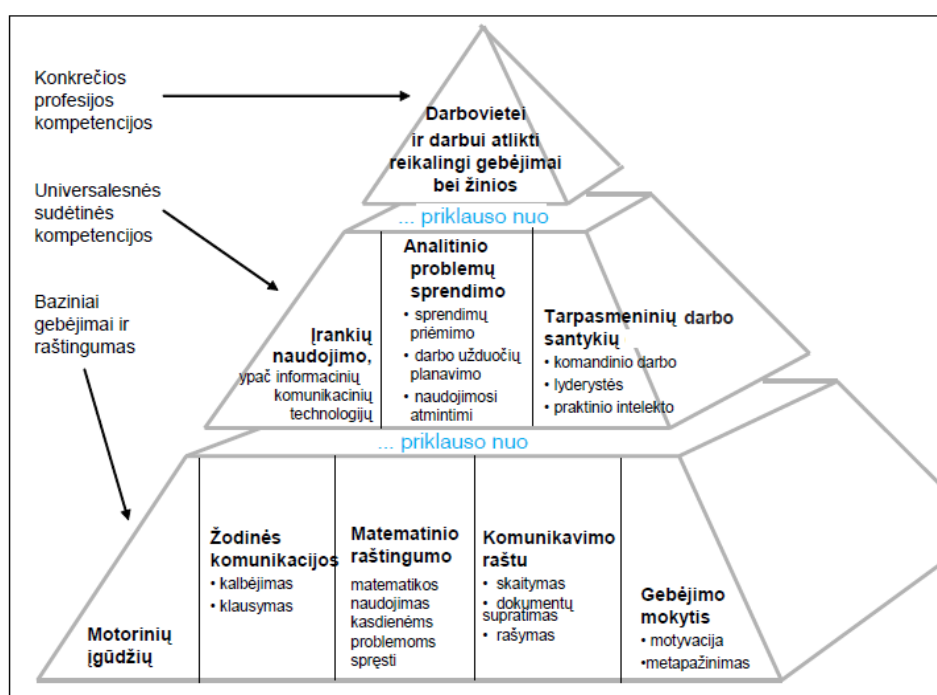 Konkrečios
profesijos
kompetencijos
Darbovietei
ir darbui atlikti
reikalingi gebėjimai
bei žinios
Universalesnės
sudėtinės
kompetencijos
... priklauso nuo
Įrankių
naudojimo,
ypač informacinių
komunikacinių
technologijų
Analitinio
problemų
sprendimo
• sprendimų
priėmimo
• darbo užduočių
planavimo
• naudojimosi
atmintimi
Tarpasmeninių darbo
santykių
• komandinio darbo
• lyderystės
• praktinio intelekto
Baziniai
gebėjimai ir
raštingumas
... priklauso nuo
Motorinių
įgūdžių
Žodinės
komunikacijos
• kalbėjimas
• klausymas
Matematinio
raštingumo
matematikos
naudojimas
kasdienėms
problemoms
spręsti
Komunikavimo
raštu
• skaitymas
• dokumentų
supratimas
• rašymas
Gebėjimo
mokytis
• motyvacija
•metapažinimas